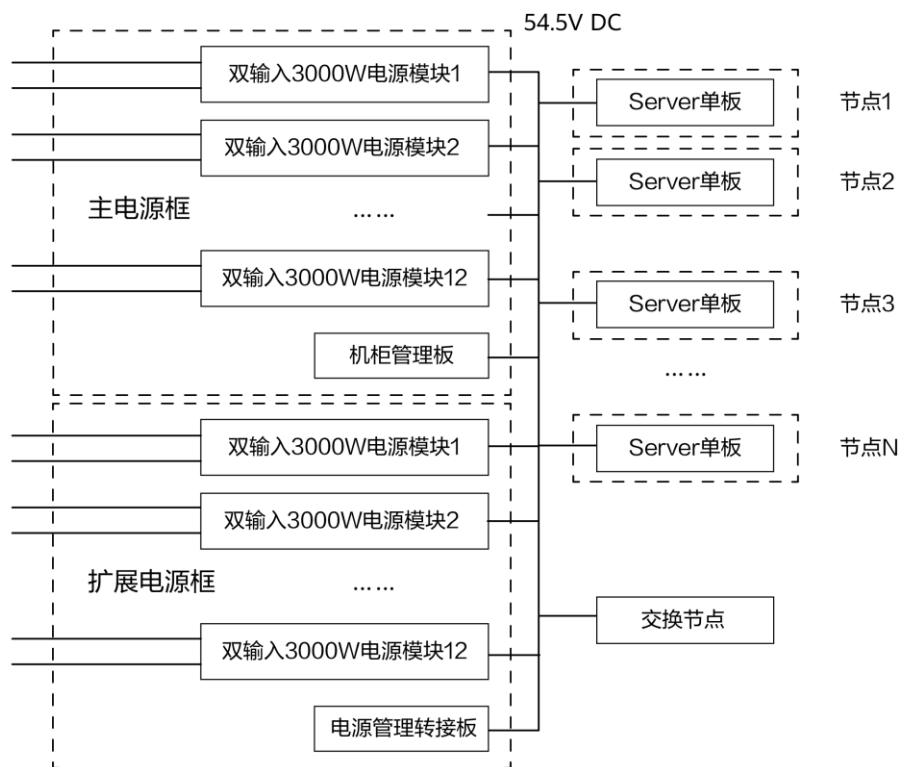 54.5V DC
双输入3000W电源模块1
Server单板
节点1
双输入3000W电源模块2
Server单板
节点2
主电源框
……
双输入3000W电源模块12
Server单板
节点3
机柜管理板
……
双输入3000W电源模块1
Server单板
节点N
双输入3000W电源模块2
扩展电源框
……
交换节点
双输入3000W电源模块12
电源管理转接板